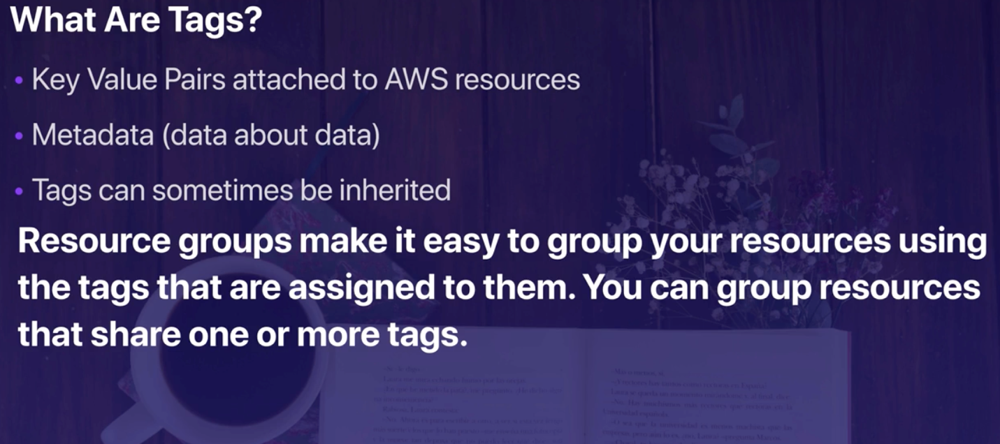 What Are Tags?
• Key Value Pairs attached to AWS resources
• Metadata (data about data)
• Tags can sometimes be inherited
Resource groups make it easy to group your resources using
the tags that are assigned to them. You can group resources
that share one or more tags.